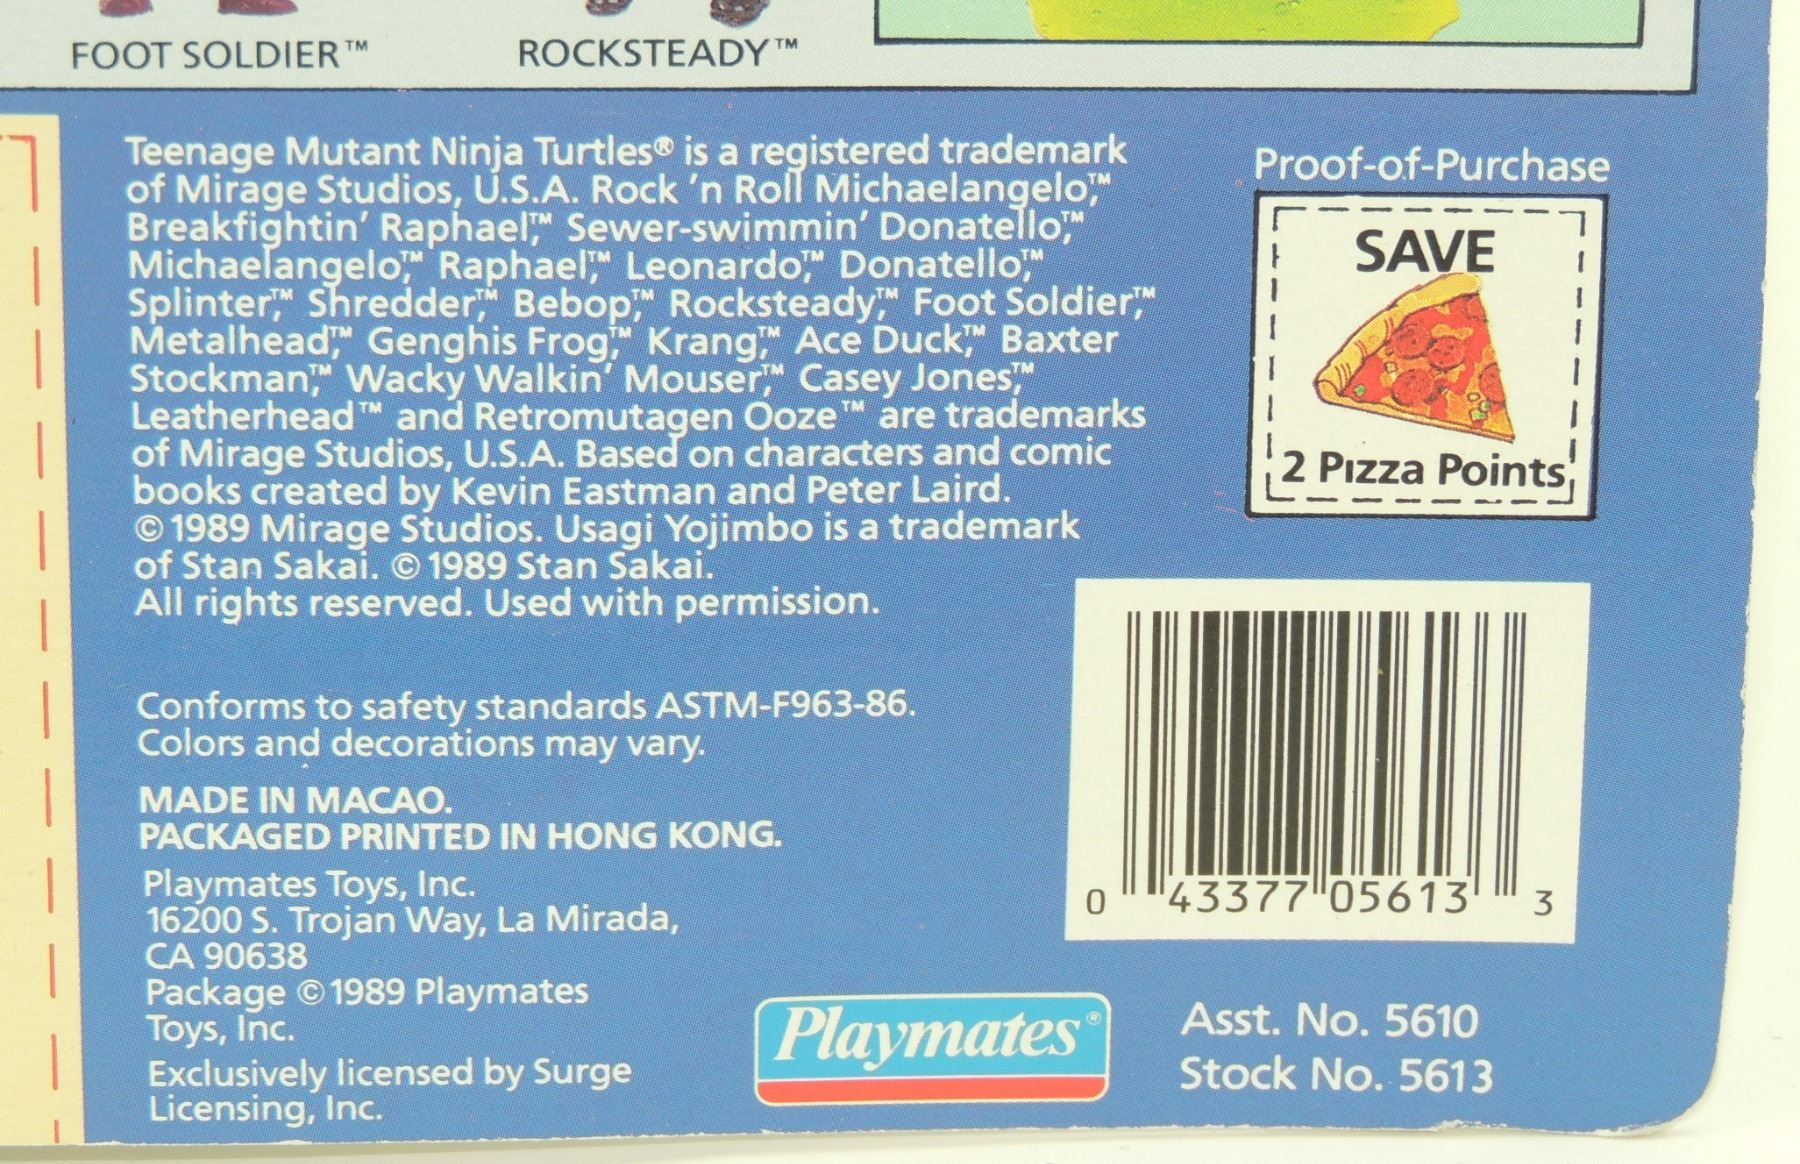 FOOT SOLDIER™
ROCKSTEADY™
Teenage Mutant Ninja Turtles® is a registered trademark
of Mirage Studios, U.S.A. Rock 'n Roll Michaelangelo,™
Breakfightin' Raphael,™ Sewer-swimmin' Donatello,™
Michaelangelo,™ Raphael,™ Leonardo,™ Donatello,™
Splinter,™ Shredder,™ Bebop,™ Rocksteady,™ Foot Soldier,™
Metalhead,™ Genghis Frog,™ Krang,™ Ace Duck,™ Baxter
Stockman,™ Wacky Walkin' Mouser,™ Casey Jones,™
Leatherhead™ and Retromutagen Ooze™ are trademarks
of Mirage Studios, U.S.A. Based on characters and comic
books created by Kevin Eastman and Peter Laird.
© 1989 Mirage Studios. Usagi Yojimbo is a trademark
of Stan Sakai. © 1989 Stan Sakai.
All rights reserved. Used with permission.
Conforms to safety standards ASTM-F963-86.
Colors and decorations may vary.
MADE IN MACAO.
PACKAGED PRINTED IN HONG KONG.
Playmates Toys, Inc.
16200 S. Trojan Way, La Mirada,
CA 90638
Package © 1989 Playmates
Toys, Inc.
Exclusively licensed by Surge
Licensing, Inc.
Playmates®
Proof-of-Purchase
SAVE
2 Pizza Points
0 43377 05613 3
Asst. No. 5610
Stock No. 5613